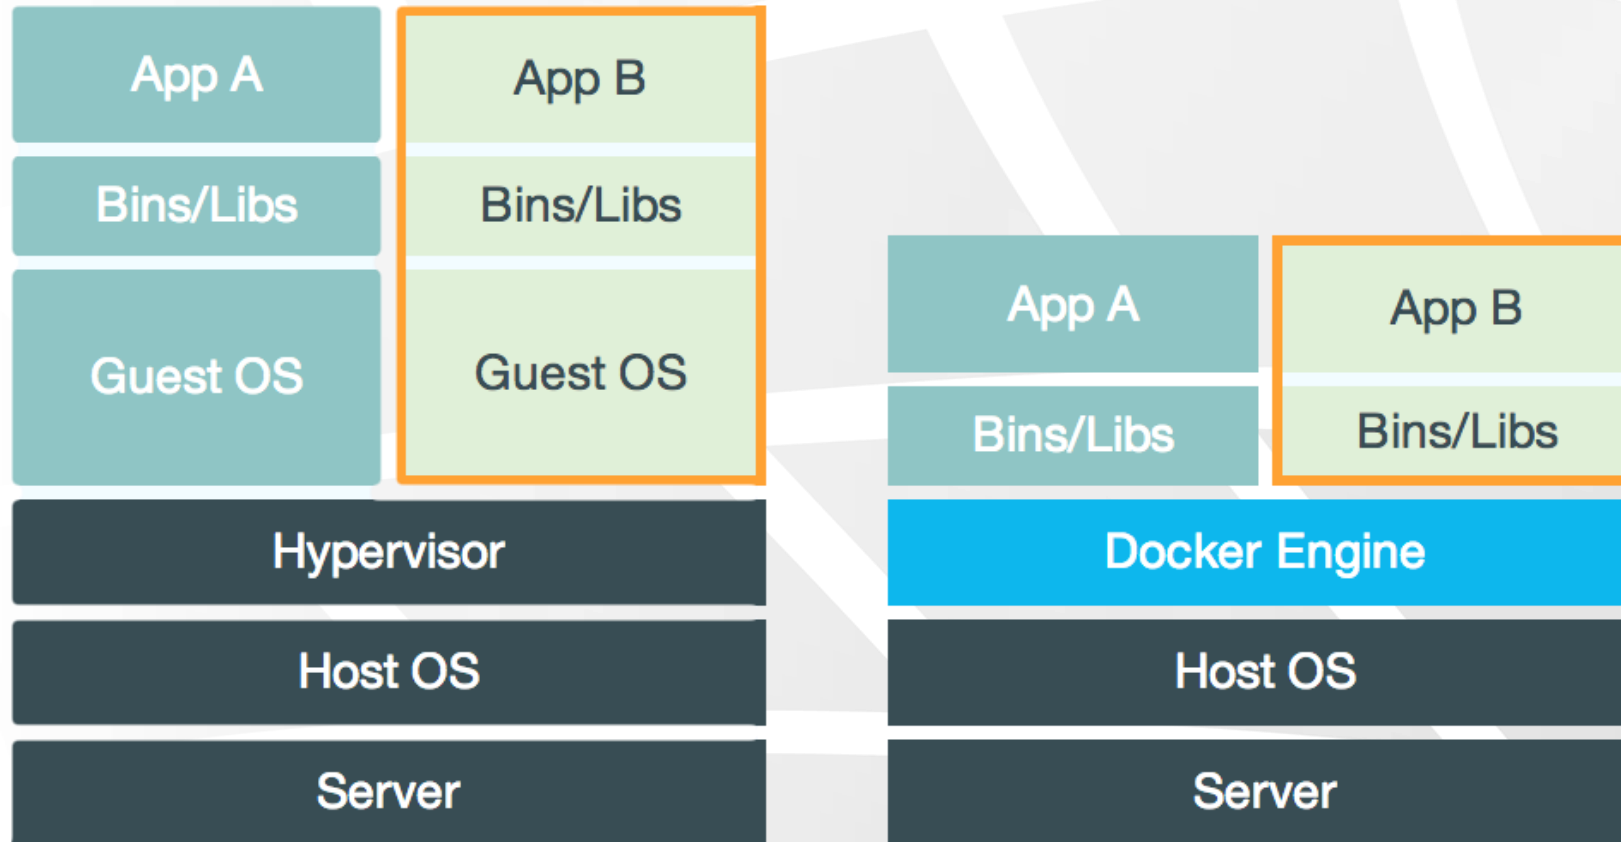 App A
App B
Bins/Libs
Bins/Libs
Guest OS
Guest OS
Hypervisor
Host OS
Server
App A
App B
Bins/Libs
Bins/Libs
Docker Engine
Host OS
Server